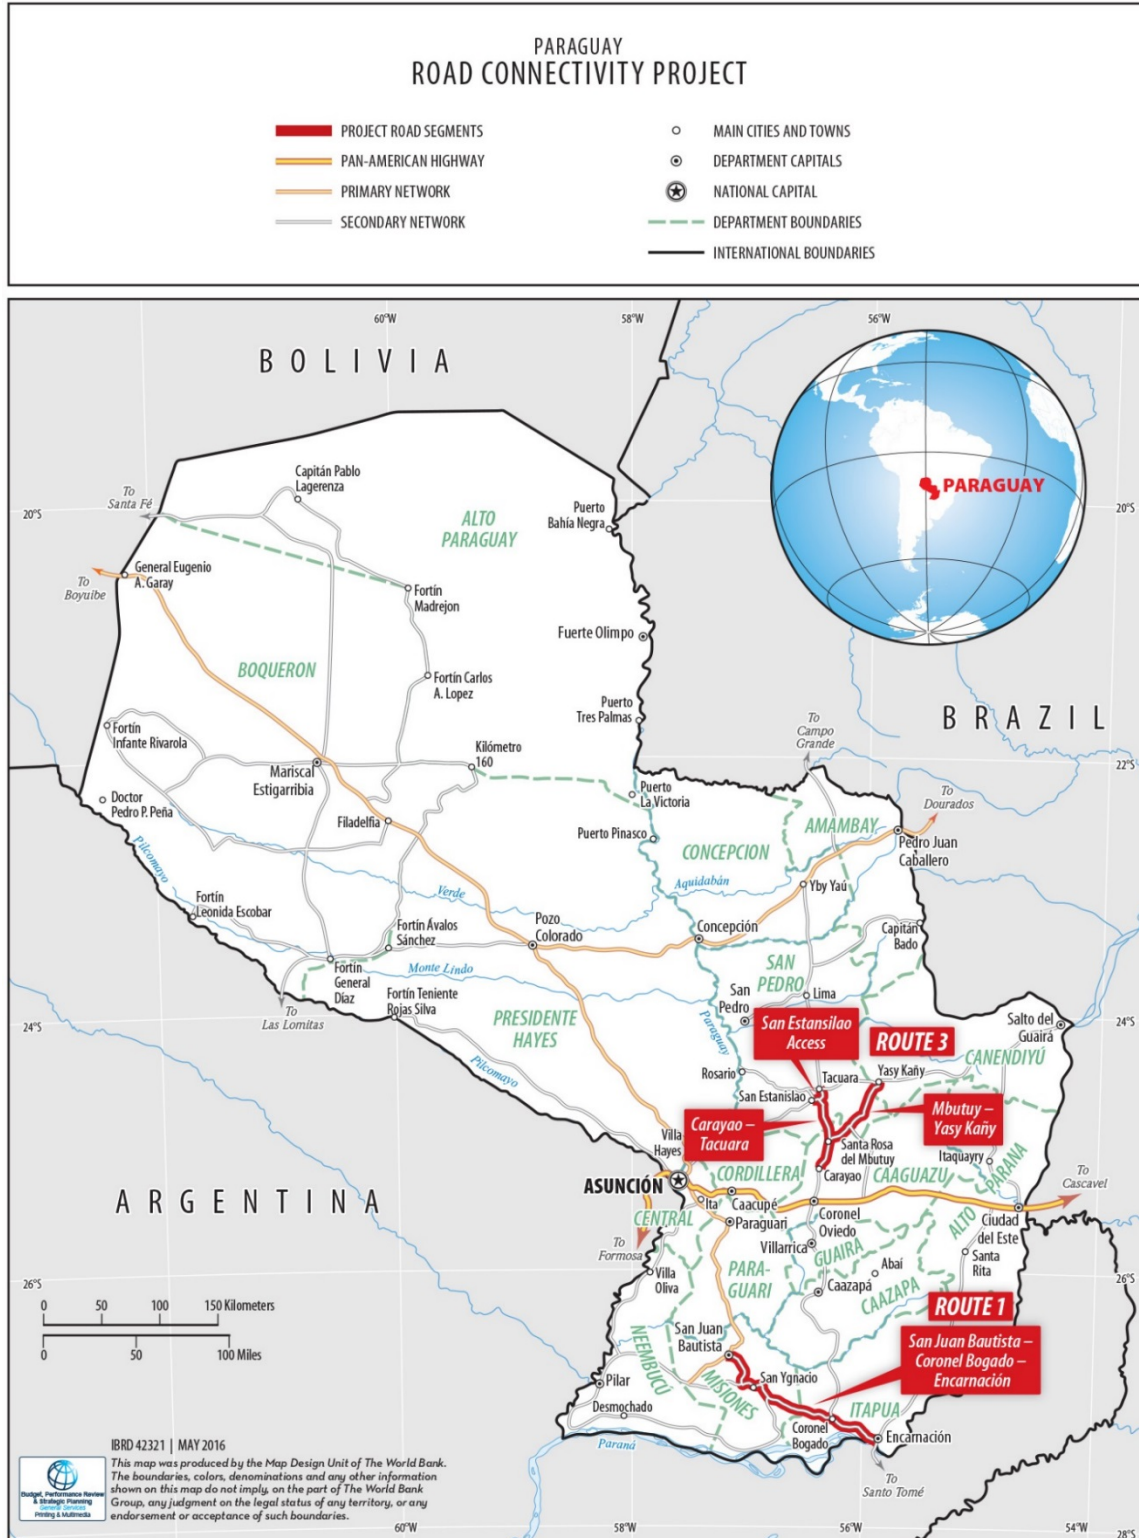 PARAGUAY
ROAD CONNECTIVITY PROJECT
PROJECT ROAD SEGMENTS
PAN-AMERICAN HIGHWAY
PRIMARY NETWORK
SECONDARY NETWORK
MAIN CITIES AND TOWNS
DEPARTMENT CAPITALS
NATIONAL CAPITAL
DEPARTMENT BOUNDARIES
INTERNATIONAL BOUNDARIES
60°W
58°W
56°W
BOLIVIA
PARAGUAY
To
Santa Fé
20°S
Capitán Pablo
Lagerenza
ALTO
PARAGUAY
Puerto
Bahía Negra
20°S
General Eugenio
A. Garay
To
Boyuibe
Fortín
Madrejon
Fuerte Olimpo
BOQUERON
Fortín Carlos
A. Lopez
Puerto
Tres Palmas
BRAZIL
To
Campo
Grande
Fortín
Infante Rivarola
Kilómetro
160
22°S
Mariscal
Estigarribia
Puerto
La Victoria
To
Dourados
Doctor
Pedro P. Peña
Filadelfia
Puerto Pinasco
AMAMBAY
Pedro Juan
Caballero
Pilcomayo
CONCEPCION
Verde
Aquidabán
Yby Yaú
Fortín
Leonida Escobar
Fortín Ávalos
Sánchez
Pozo
Colorado
Concepción
Capitán
Bado
Fortín
General
Díaz
Monte Lindo
SAN
PEDRO
To
Las Lomitas
Fortín Teniente
Rojas Silva
San
Pedro
Lima
24°S
PRESIDENTE
HAYES
Paraguay
San Estansilao
Access
ROUTE 3
Salto del
Guairá
24°S
CANENDIYÚ
Pilcomayo
Rosario
Tacuara
Yasy Kañy
San Estanislao
Carayao –
Tacuara
Mbutuy –
Yasy Kañy
Villa
Hayes
Santa Rosa
del Mbutuy
Itaquayry
CORDILLERA
Carayao
CAAGUAZU
ALTO
PARANA
To
Cascavel
ARGENTINA
ASUNCIÓN
Ita
Caacupé
CENTRAL
Paraguari
Coronel
Oviedo
Ciudad
del Este
To
Formosa
Villarrica
GUAIRA
Santa
Rita
Villa
Oliva
PARA-
GUARI
Abaí
Caazapá
CAAZAPA
26°S
26°S
0 50 100 150 Kilometers
0 50 100 Miles
ROUTE 1
San Juan
Bautista
San Juan Bautista –
Coronel Bogado –
Encarnación
NEEMBUCÚ
Pilar
MISIONES
San Ygnacio
Desmochado
ITAPUA
Coronel
Bogado
Encarnación
Paraná
To
Santo Tomé
IBRD 42321 | MAY 2016
This map was produced by the Map Design Unit of The World Bank.
The boundaries, colors, denominations and any other information
shown on this map do not imply, on the part of The World Bank
Group, any judgment on the legal status of any territory, or any
endorsement or acceptance of such boundaries.
Budget, Performance Review
& Strategic Planning
General Services
Printing & Multimedia
60°W
58°W
56°W
54°W
28°S